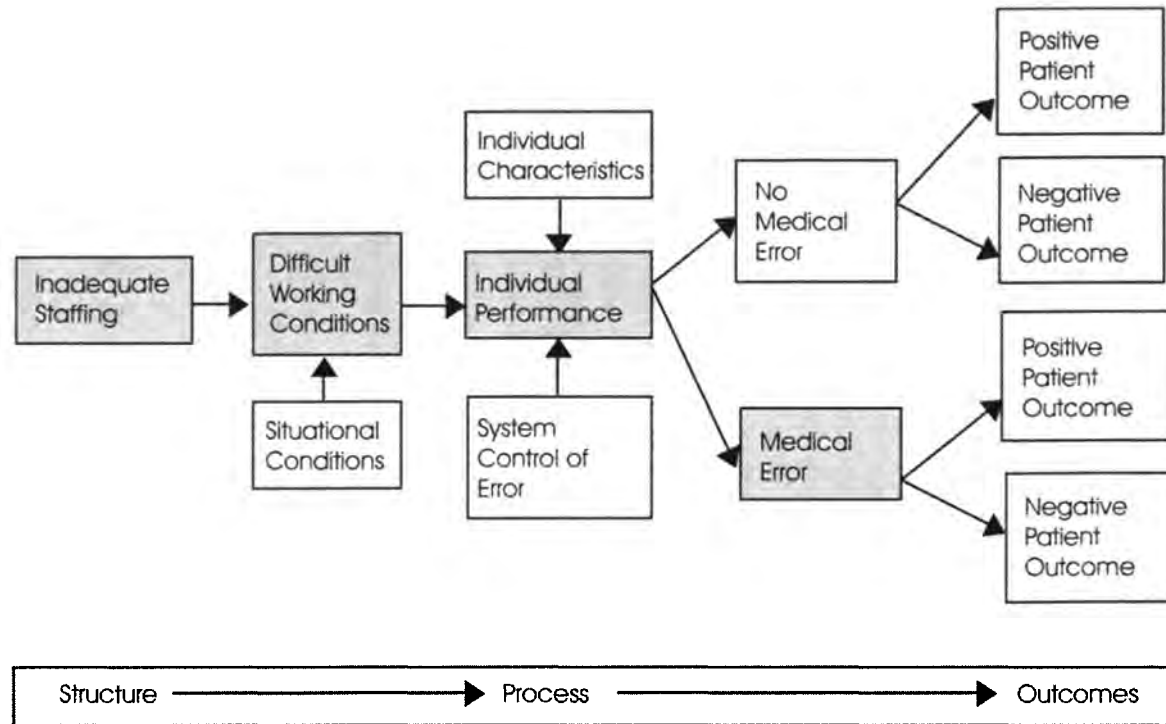 Inadequate
Staffing
Difficult
Working
Conditions
Situational
Conditions
Individual
Characteristics
Individual
Performance
System
Control of
Error
No
Medical
Error
Medical
Error
Positive
Patient
Outcome
Negative
Patient
Outcome
Positive
Patient
Outcome
Negative
Patient
Outcome
Structure Process Outcomes